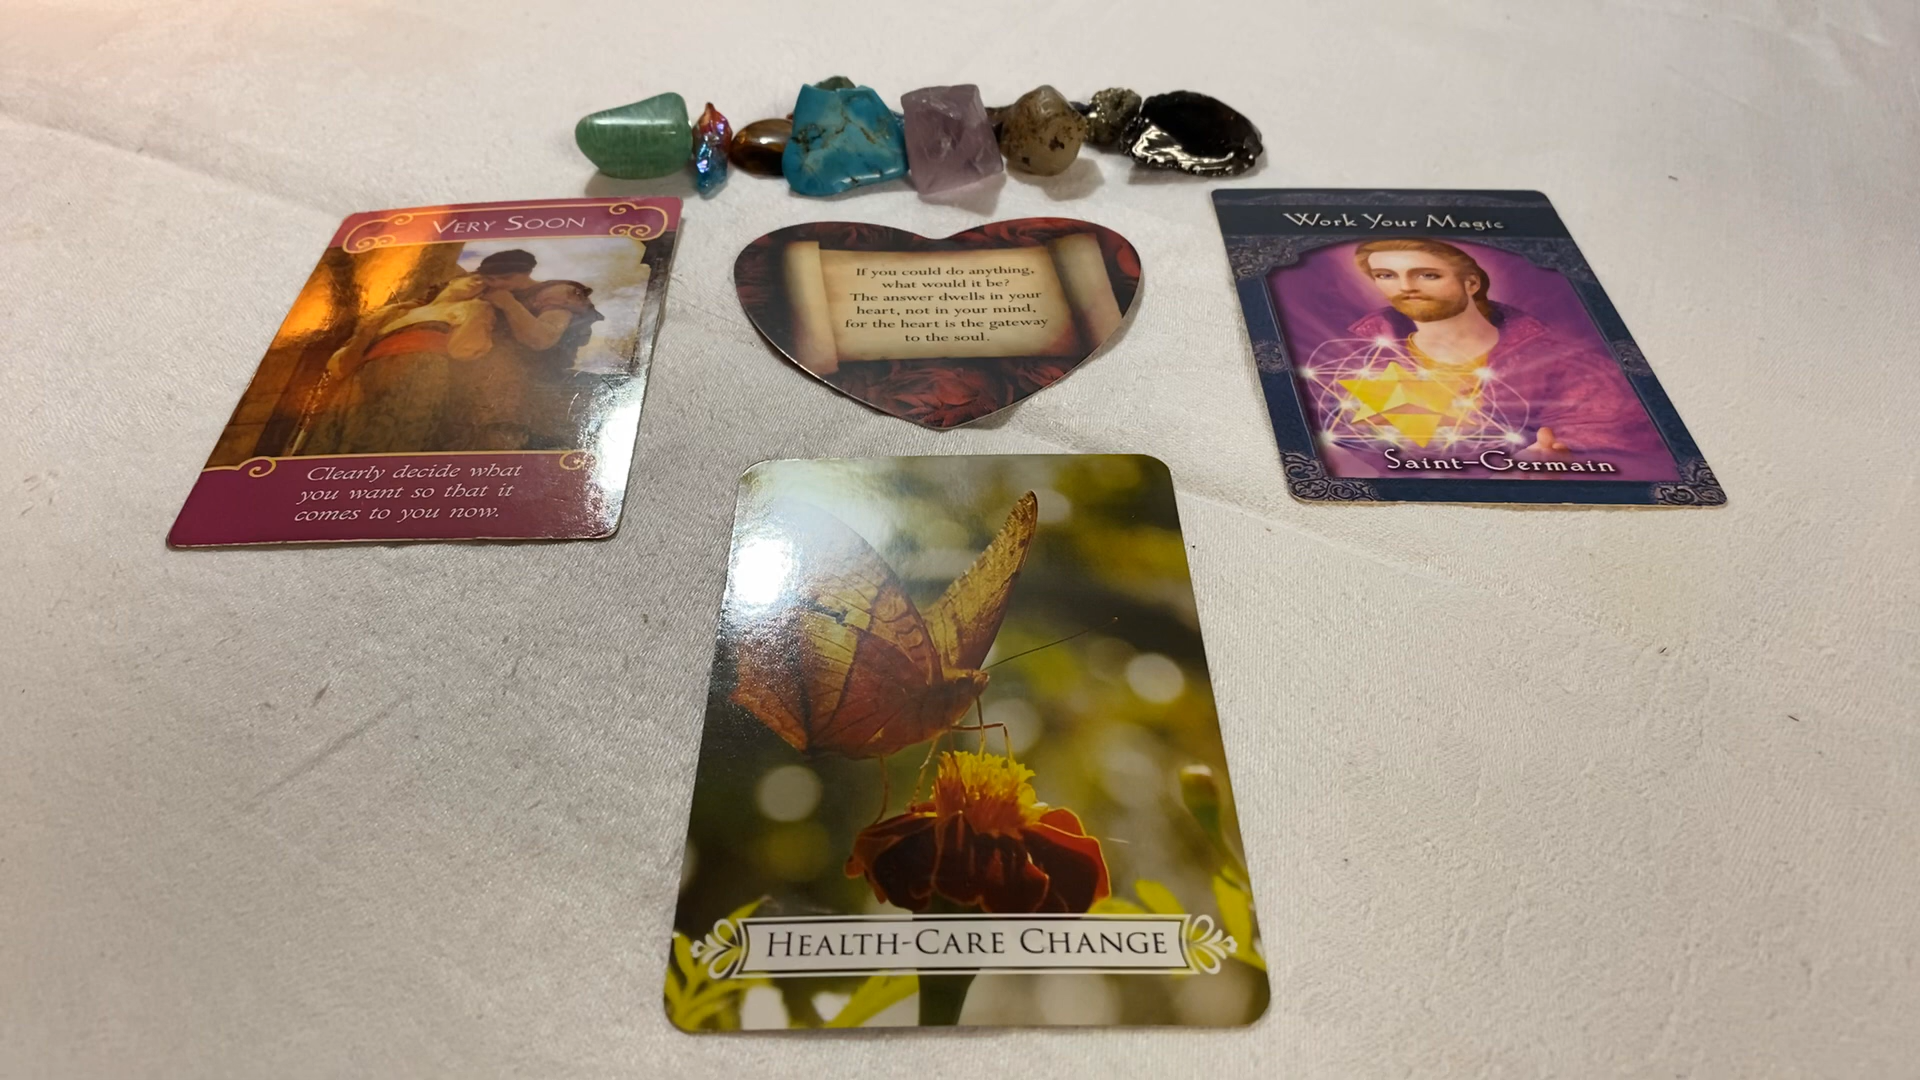 Very Soon
Clearly decide what
you want so that it
comes to you now.
If you could do anything,
what would it be?
The answer dwells in your
heart, not in your mind,
for the heart is the gateway
to the soul.
Work Your Magic
Saint-Germain
Health-Care Change